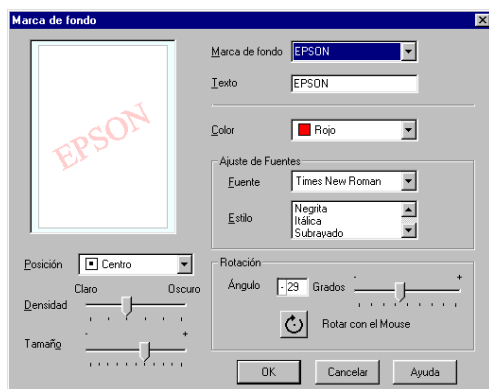 Marca de fondo
Marca de fondo EPSON
Texto EPSON
EPSON
Color Rojo
Ajuste de Fuentes
Fuente Times New Roman
Estilo Negrita
Itálica
Subrayado
Posición Centro
Claro Oscuro
Densidad
Tamaño - +
Rotación
Ángulo -29 Grados - +
Rotar con el Mouse
OK Cancelar Ayuda